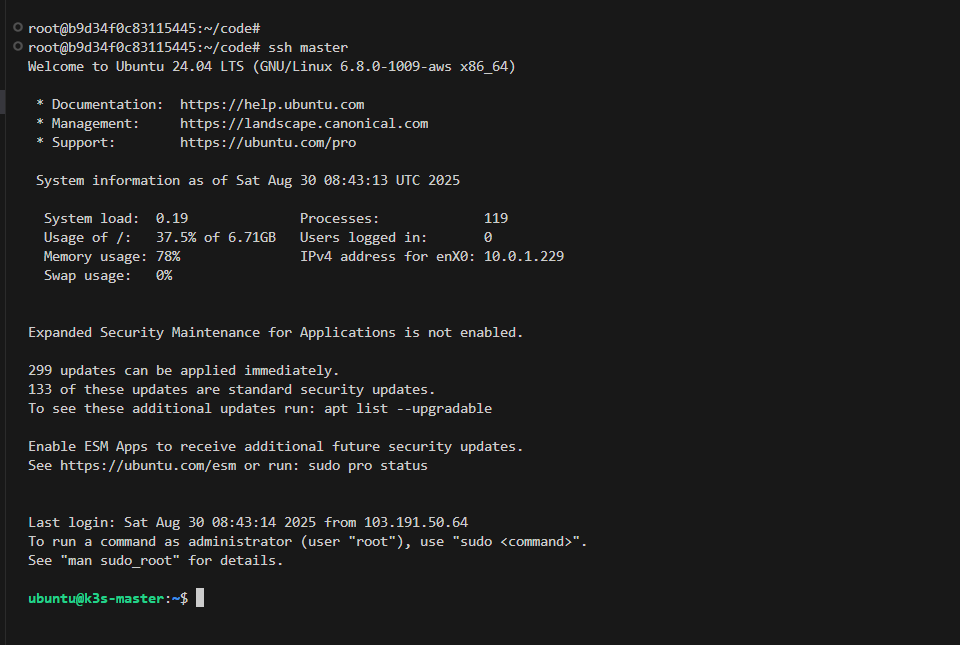 root@b9d34f0c83115445:~/code#
root@b9d34f0c83115445:~/code# ssh master
Welcome to Ubuntu 24.04 LTS (GNU/Linux 6.8.0-1009-aws x86_64)
* Documentation:  https://help.ubuntu.com
* Management:     https://landscape.canonical.com
* Support:        https://ubuntu.com/pro
System information as of Sat Aug 30 08:43:13 UTC 2025
System load:  0.19               Processes:             119
Usage of /:   37.5% of 6.71GB   Users logged in:       0
Memory usage: 78%               IPv4 address for enX0: 10.0.1.229
Swap usage:   0%
Expanded Security Maintenance for Applications is not enabled.
299 updates can be applied immediately.
133 of these updates are standard security updates.
To see these additional updates run: apt list --upgradable
Enable ESM Apps to receive additional future security updates.
See https://ubuntu.com/esm or run: sudo pro status
Last login: Sat Aug 30 08:43:14 2025 from 103.191.50.64
To run a command as administrator (user "root"), use "sudo <command>".
See "man sudo_root" for details.
ubuntu@k3s-master:~$